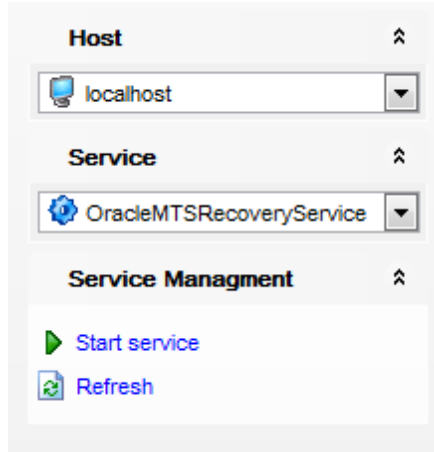 Host
localhost
Service
OracleMTSRecoveryService
Service Managment
Start service
Refresh